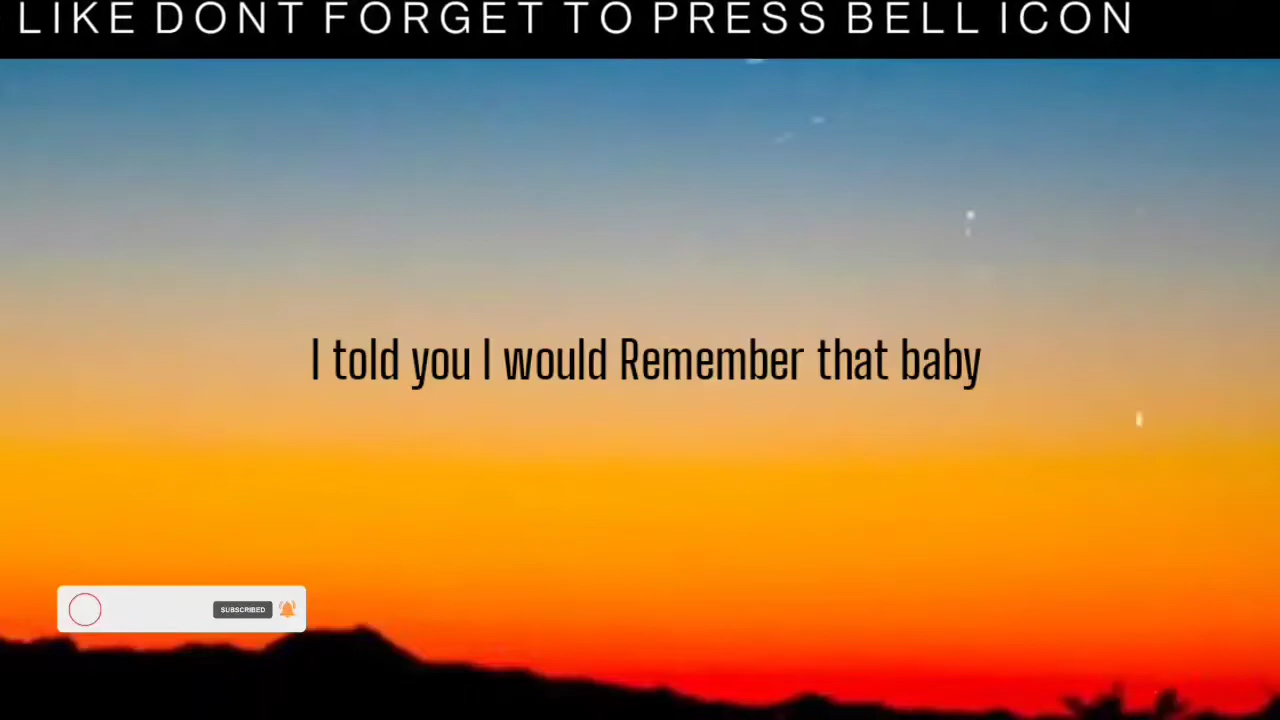 LIKE DONT FORGET TO PRESS BELL ICON
I told you I would Remember that baby
SUBSCRIBED